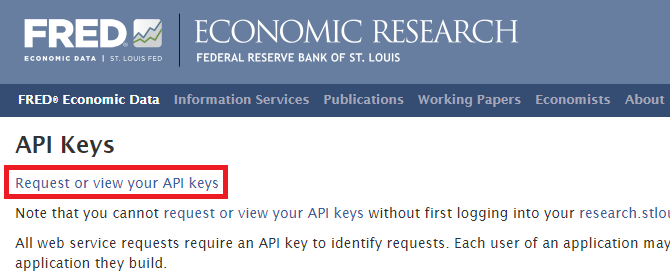 FRED®
ECONOMIC DATA | ST. LOUIS FED
ECONOMIC RESEARCH
FEDERAL RESERVE BANK OF ST. LOUIS
FRED® Economic Data Information Services Publications Working Papers Economists About
API Keys
Request or view your API keys
Note that you cannot request or view your API keys without first logging into your research.stlou
All web service requests require an API key to identify requests. Each user of an application may
application they build.